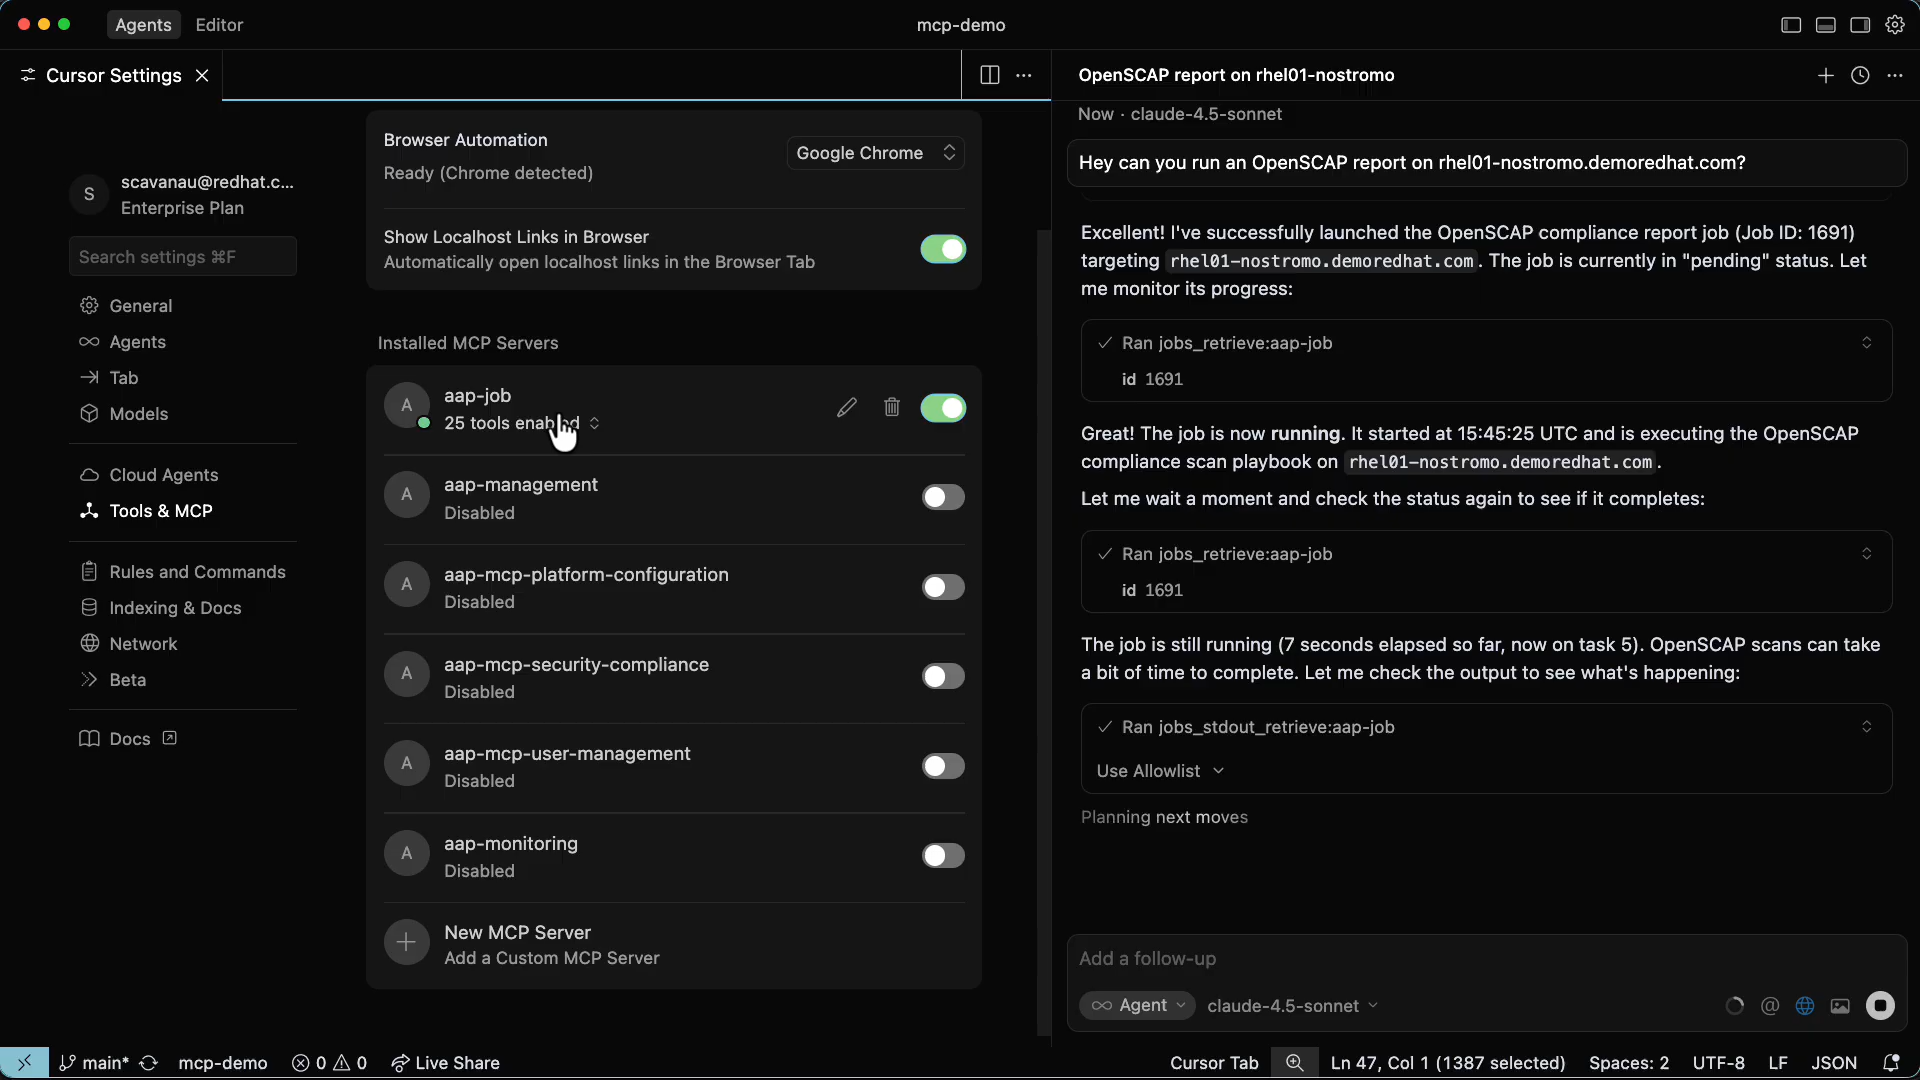 Agents
Editor
mcp-demo
Cursor Settings
S
scavanau@redhat.c...
Enterprise Plan
Search settings ⌘F
General
Agents
Tab
Models
Cloud Agents
Tools & MCP
Rules and Commands
Indexing & Docs
Network
Beta
Docs
Browser Automation
Ready (Chrome detected)
Google Chrome
Show Localhost Links in Browser
Automatically open localhost links in the Browser Tab
Installed MCP Servers
A
aap-job
25 tools enabled
A
aap-management
Disabled
A
aap-mcp-platform-configuration
Disabled
A
aap-mcp-security-compliance
Disabled
A
aap-mcp-user-management
Disabled
A
aap-monitoring
Disabled
New MCP Server
Add a Custom MCP Server
OpenSCAP report on rhel01-nostromo
Now · claude-4.5-sonnet
Hey can you run an OpenSCAP report on rhel01-nostromo.demoredhat.com?
Excellent! I've successfully launched the OpenSCAP compliance report job (Job ID: 1691)
targeting rhel01-nostromo.demoredhat.com. The job is currently in "pending" status. Let
me monitor its progress:
Ran jobs_retrieve:aap-job
id 1691
Great! The job is now running. It started at 15:45:25 UTC and is executing the OpenSCAP
compliance scan playbook on rhel01-nostromo.demoredhat.com.
Let me wait a moment and check the status again to see if it completes:
Ran jobs_retrieve:aap-job
id 1691
The job is still running (7 seconds elapsed so far, now on task 5). OpenSCAP scans can take
a bit of time to complete. Let me check the output to see what's happening:
Ran jobs_stdout_retrieve:aap-job
Use Allowlist
Planning next moves
Add a follow-up
Agent
claude-4.5-sonnet
main*
mcp-demo
0
0
Live Share
Cursor Tab
Ln 47, Col 1 (1387 selected)
Spaces: 2
UTF-8
LF
JSON